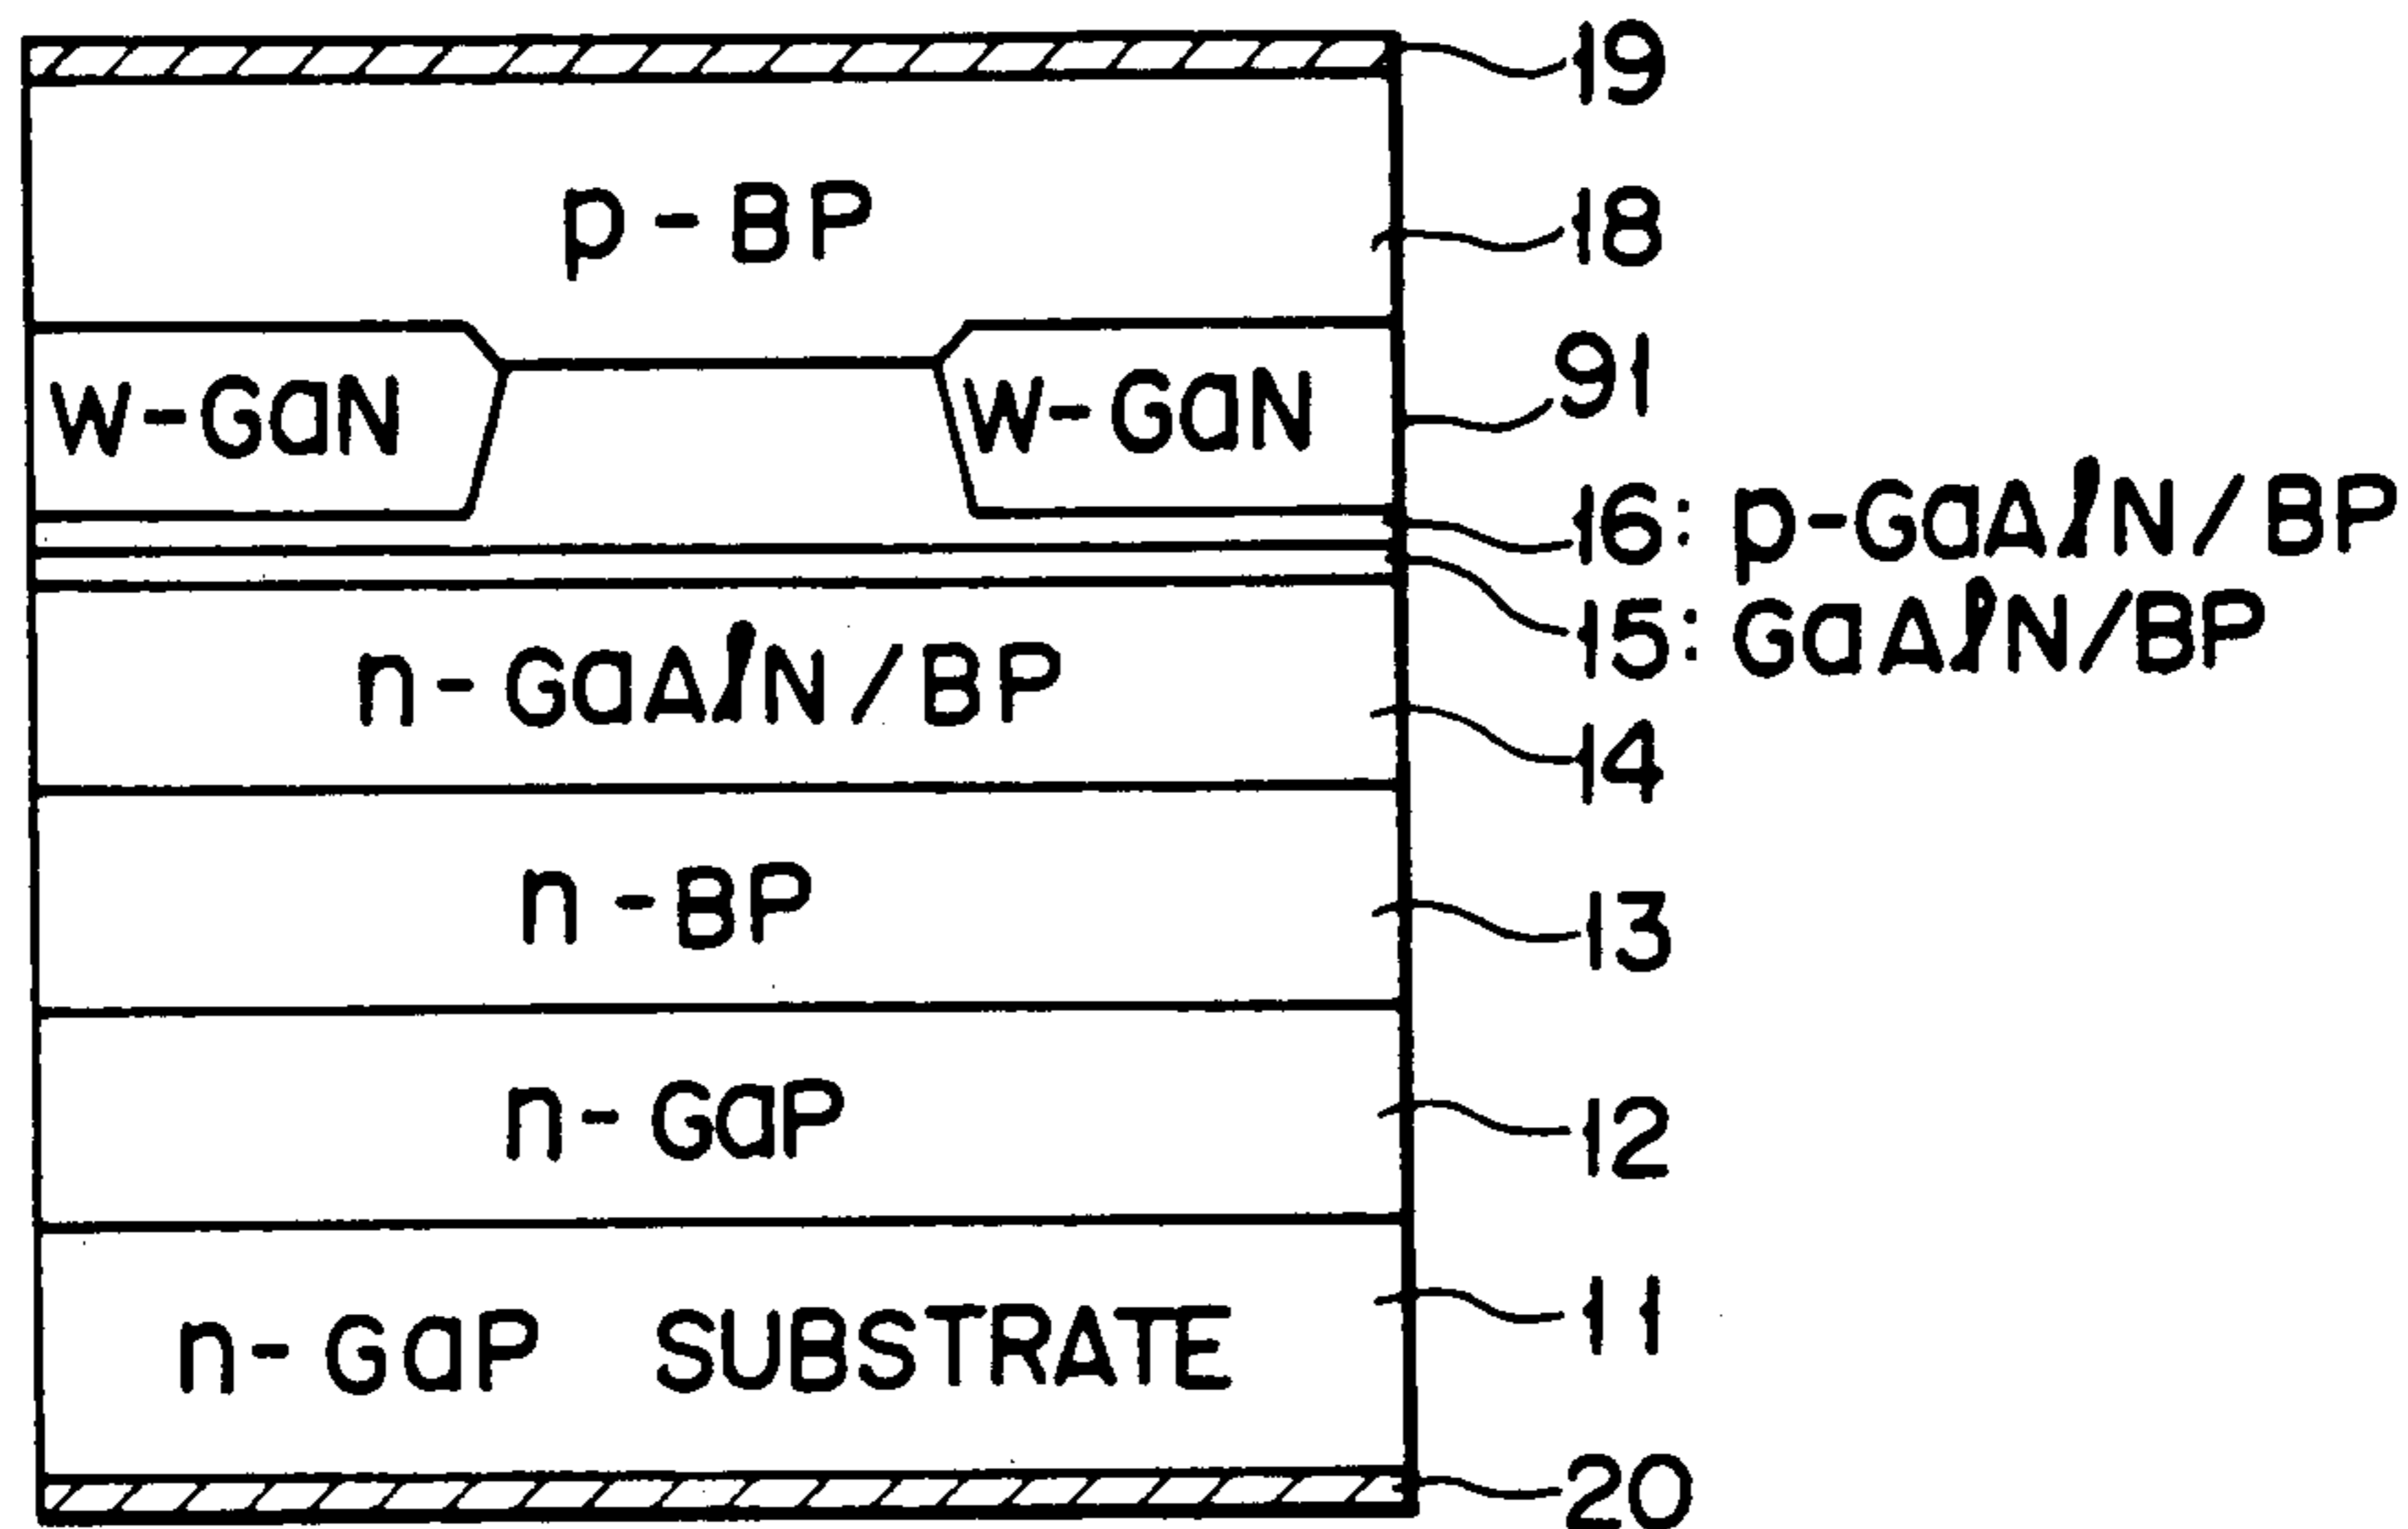 19
p-BP
18
W-GaN
W-GaN
91
16: p-GaAlN/BP
15: GaAlN/BP
n-GaAlN/BP
14
n-BP
13
n-GaP
12
n-GaP SUBSTRATE
11
20